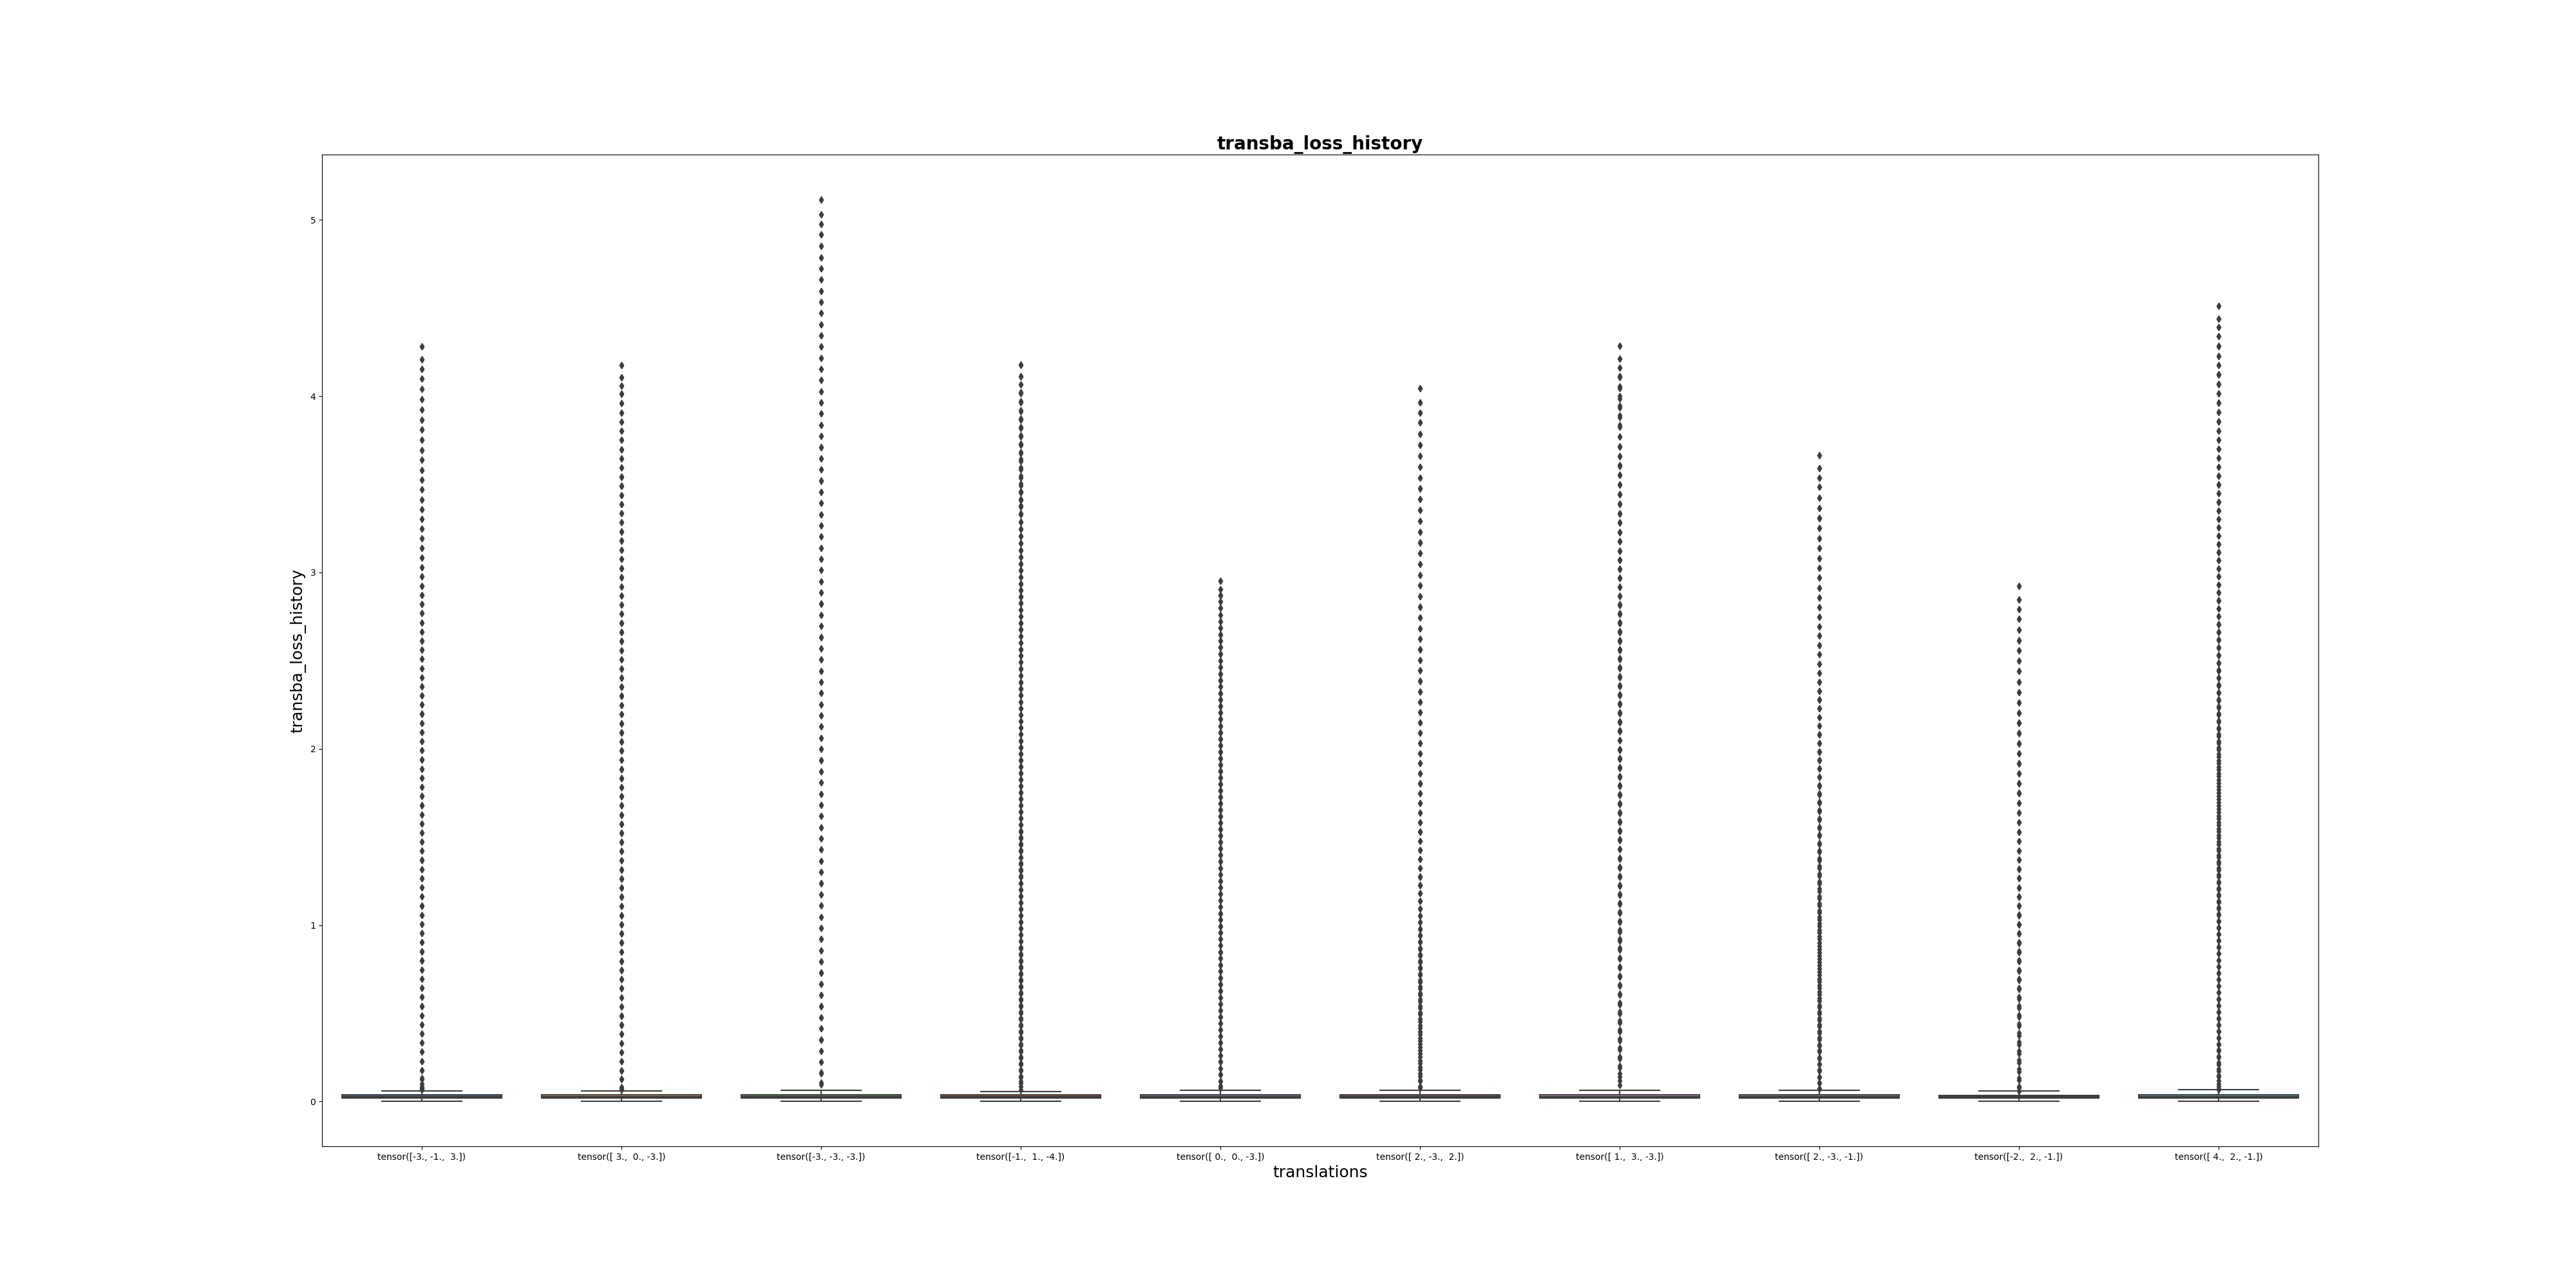 transba_loss_history
5
4
3
2
1
0
transba_loss_history
tensor([-3., -1.,  3.])
tensor([ 3.,  0., -3.])
tensor([-3., -3., -3.])
tensor([-1.,  1., -4.])
tensor([ 0.,  0., -3.])
tensor([ 2., -3.,  2.])
tensor([ 1.,  3., -3.])
tensor([ 2., -3., -1.])
tensor([-2.,  2., -1.])
tensor([ 4.,  2., -1.])
translations